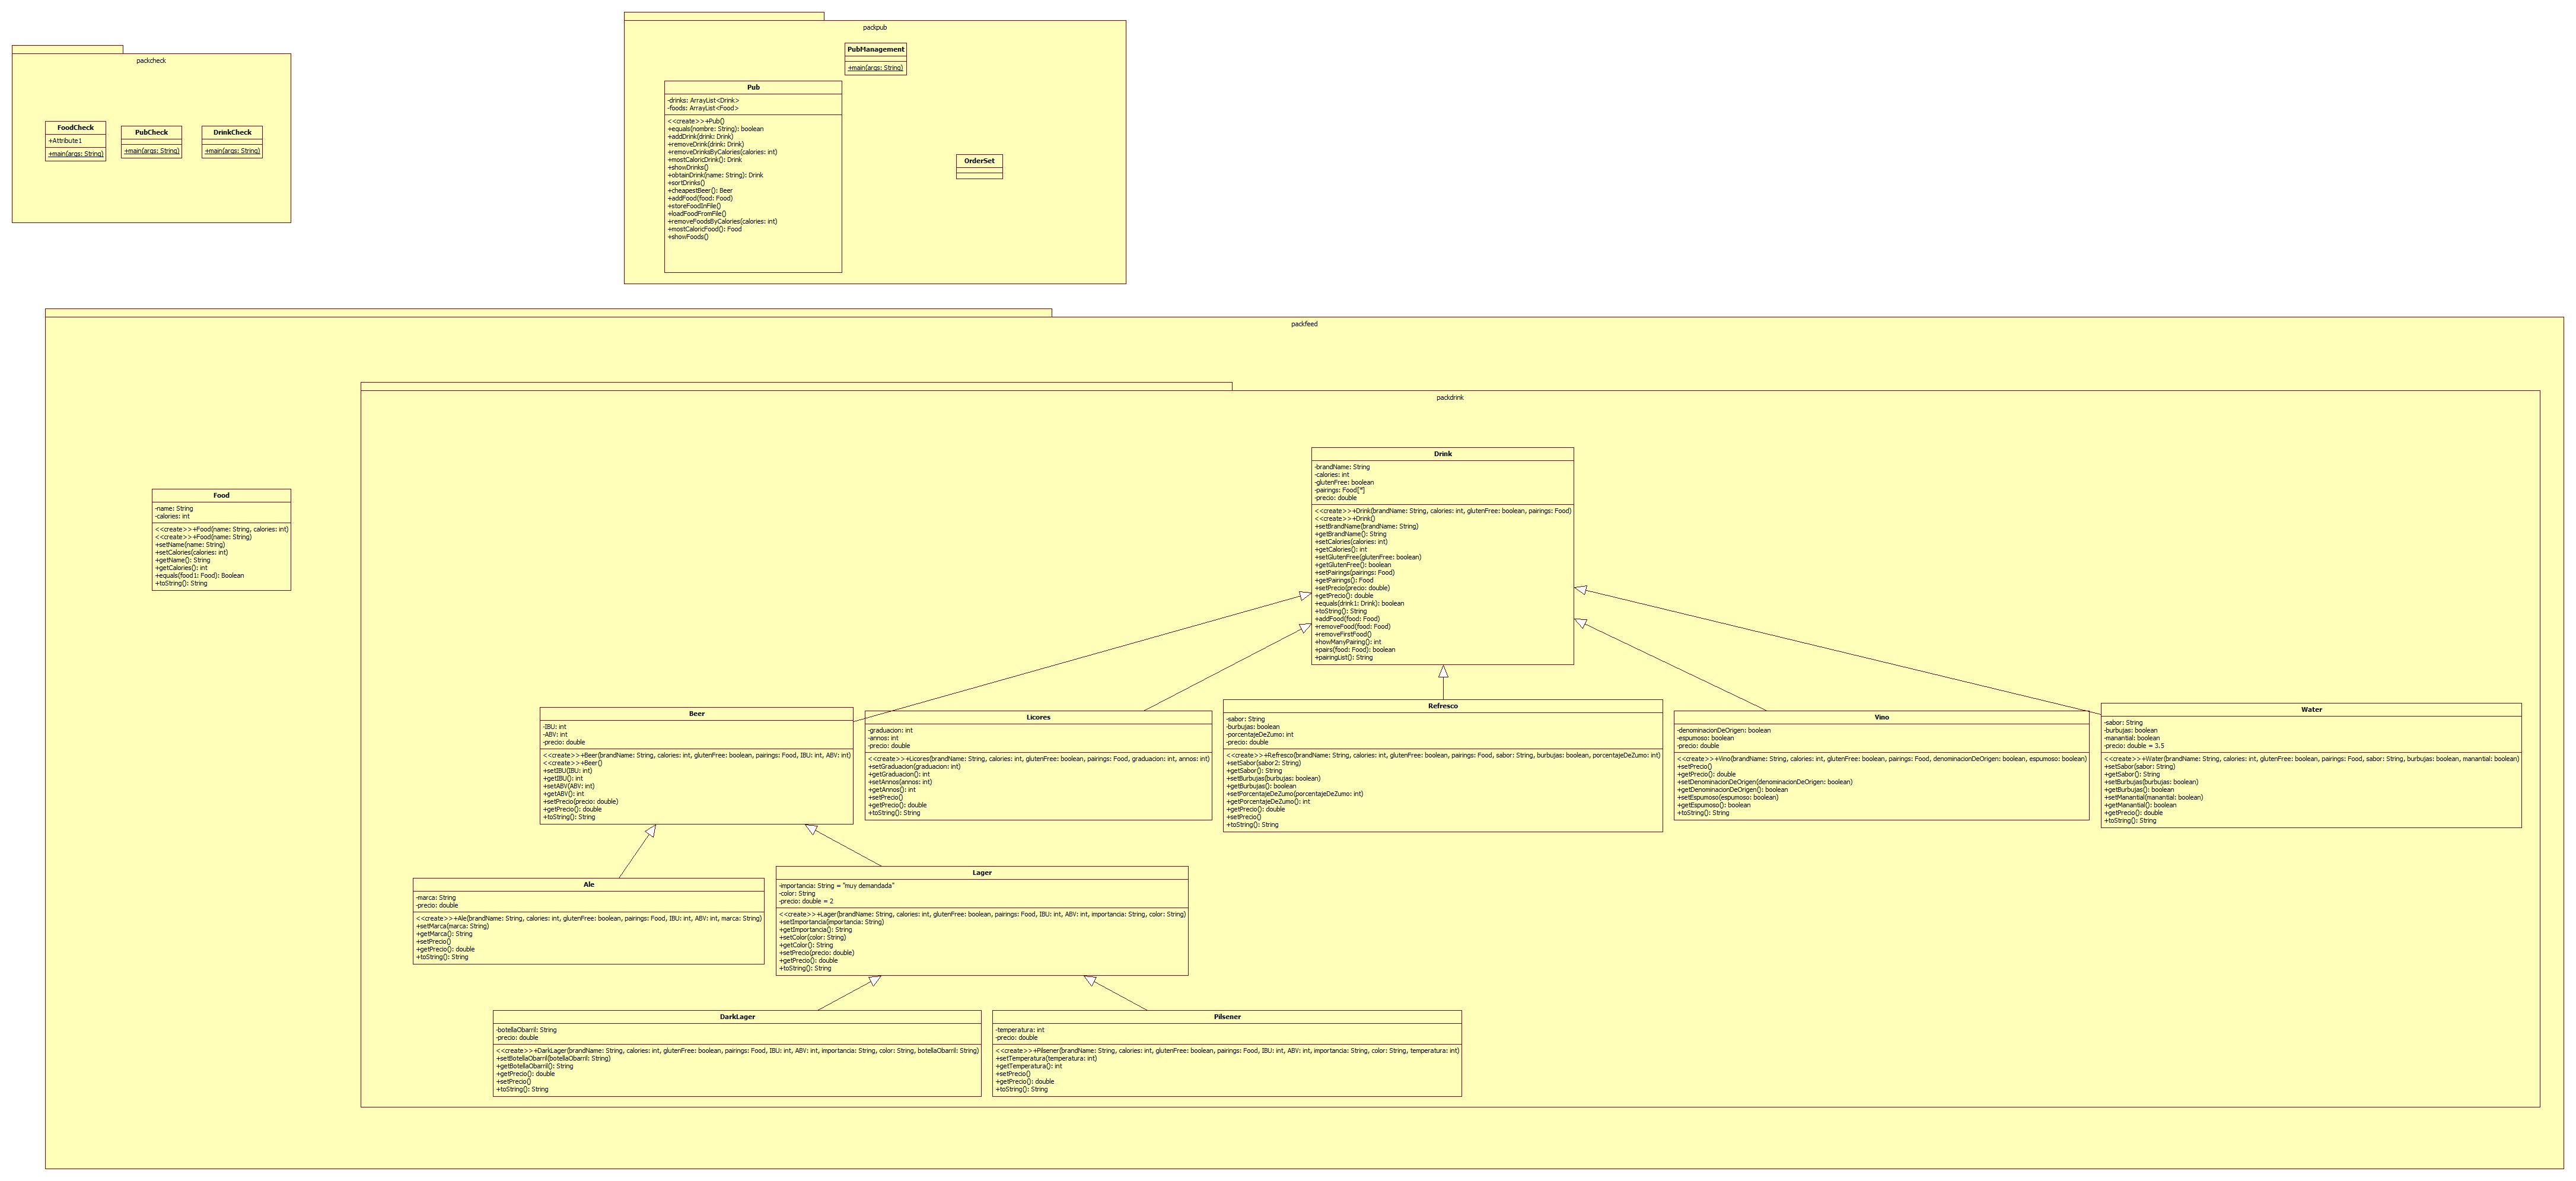 packcheck
FoodCheck
+Attribute1
+main(args: String)
PubCheck
+main(args: String)
DrinkCheck
+main(args: String)
packpub
PubManagement
+main(args: String)
Pub
-drinks: ArrayList<Drink>
-foods: ArrayList<Food>
<<create>>+Pub()
+equals(nombre: String): boolean
+addDrink(drink: Drink)
+removeDrink(drink: Drink)
+removeDrinksByCalories(calories: int)
+mostCaloricDrink(): Drink
+showDrinks()
+obtainDrink(name: String): Drink
+sortDrinks()
+cheapestBeer(): Beer
+addFood(food: Food)
+storeFoodInFile()
+loadFoodFromFile()
+removeFoodsByCalories(calories: int)
+mostCaloricFood(): Food
+showFoods()
OrderSet
packfeed
Food
-name: String
-calories: int
<<create>>+Food(name: String, calories: int)
<<create>>+Food(name: String)
+setName(name: String)
+setCalories(calories: int)
+getName(): String
+getCalories(): int
+equals(food1: Food): Boolean
+toString(): String
packdrink
Drink
-brandName: String
-calories: int
-glutenFree: boolean
-pairings: Food[*]
-precio: double
<<create>>+Drink(brandName: String, calories: int, glutenFree: boolean, pairings: Food)
<<create>>+Drink()
+setBrandName(brandName: String)
+getBrandName(): String
+setCalories(calories: int)
+getCalories(): int
+setGlutenFree(glutenFree: boolean)
+getGlutenFree(): boolean
+setPairings(pairings: Food)
+getPairings(): Food
+setPrecio(precio: double)
+getPrecio(): double
+equals(drink1: Drink): boolean
+toString(): String
+addFood(food: Food)
+removeFood(food: Food)
+removeFirstFood()
+howManyPairing(): int
+pairs(food: Food): boolean
+pairingList(): String
Beer
-IBU: int
-ABV: int
-precio: double
<<create>>+Beer(brandName: String, calories: int, glutenFree: boolean, pairings: Food, IBU: int, ABV: int)
<<create>>+Beer()
+setIBU(IBU: int)
+getIBU(): int
+setABV(ABV: int)
+getABV(): int
+setPrecio(precio: double)
+getPrecio(): double
+toString(): String
Licores
-graduacion: int
-annos: int
-precio: double
<<create>>+Licores(brandName: String, calories: int, glutenFree: boolean, pairings: Food, graduacion: int, annos: int)
+setGraduacion(graduacion: int)
+getGraduacion(): int
+setAnnos(annos: int)
+getAnnos(): int
+setPrecio()
+getPrecio(): double
+toString(): String
Refresco
-sabor: String
-burbujas: boolean
-porcentajeDeZumo: int
-precio: double
<<create>>+Refresco(brandName: String, calories: int, glutenFree: boolean, pairings: Food, sabor: String, burbujas: boolean, porcentajeDeZumo: int)
+setSabor(sabor2: String)
+getSabor(): String
+setBurbujas(burbujas: boolean)
+getBurbujas(): boolean
+setPorcentajeDeZumo(porcentajeDeZumo: int)
+getPorcentajeDeZumo(): int
+getPrecio(): double
+setPrecio()
+toString(): String
Vino
-denominacionDeOrigen: boolean
-espumoso: boolean
-precio: double
<<create>>+Vino(brandName: String, calories: int, glutenFree: boolean, pairings: Food, denominacionDeOrigen: boolean, espumoso: boolean)
+setPrecio()
+getPrecio(): double
+setDenominacionDeOrigen(denominacionDeOrigen: boolean)
+getDenominacionDeOrigen(): boolean
+setEspumoso(espumoso: boolean)
+getEspumoso(): boolean
+toString(): String
Water
-sabor: String
-burbujas: boolean
-manantial: boolean
-precio: double = 3.5
<<create>>+Water(brandName: String, calories: int, glutenFree: boolean, pairings: Food, sabor: String, burbujas: boolean, manantial: boolean)
+setSabor(sabor: String)
+getSabor(): String
+setBurbujas(burbujas: boolean)
+getBurbujas(): boolean
+setManantial(manantial: boolean)
+getManantial(): boolean
+getPrecio(): double
+toString(): String
Ale
-marca: String
-precio: double
<<create>>+Ale(brandName: String, calories: int, glutenFree: boolean, pairings: Food, IBU: int, ABV: int, marca: String)
+setMarca(marca: String)
+getMarca(): String
+setPrecio()
+getPrecio(): double
+toString(): String
Lager
-importancia: String = "muy demandada"
-color: String
-precio: double = 2
<<create>>+Lager(brandName: String, calories: int, glutenFree: boolean, pairings: Food, IBU: int, ABV: int, importancia: String, color: String)
+setImportancia(importancia: String)
+getImportancia(): String
+setColor(color: String)
+getColor(): String
+setPrecio(precio: double)
+getPrecio(): double
+toString(): String
DarkLager
-botellaObarril: String
-precio: double
<<create>>+DarkLager(brandName: String, calories: int, glutenFree: boolean, pairings: Food, IBU: int, ABV: int, importancia: String, color: String, botellaObarril: String)
+setBotellaObarril(botellaObarril: String)
+getBotellaObarril(): String
+getPrecio(): double
+setPrecio()
+toString(): String
Pilsener
-temperatura: int
-precio: double
<<create>>+Pilsener(brandName: String, calories: int, glutenFree: boolean, pairings: Food, IBU: int, ABV: int, importancia: String, color: String, temperatura: int)
+setTemperatura(temperatura: int)
+getTemperatura(): int
+setPrecio()
+getPrecio(): double
+toString(): String